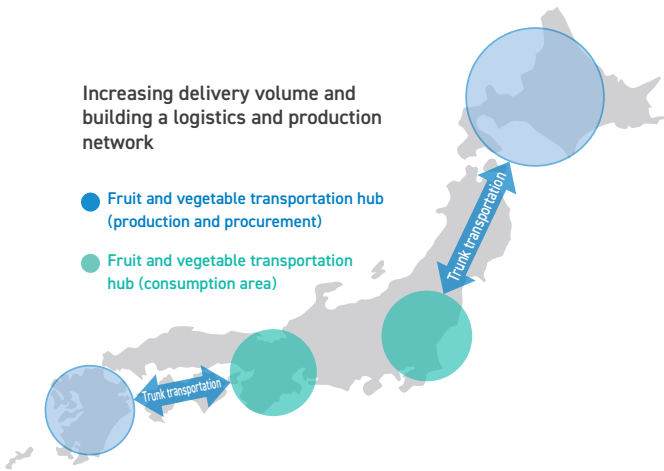 Increasing delivery volume and
building a logistics and production
network
Fruit and vegetable transportation hub
(production and procurement)
Fruit and vegetable transportation
hub (consumption area)
Trunk transportation
Trunk transportation